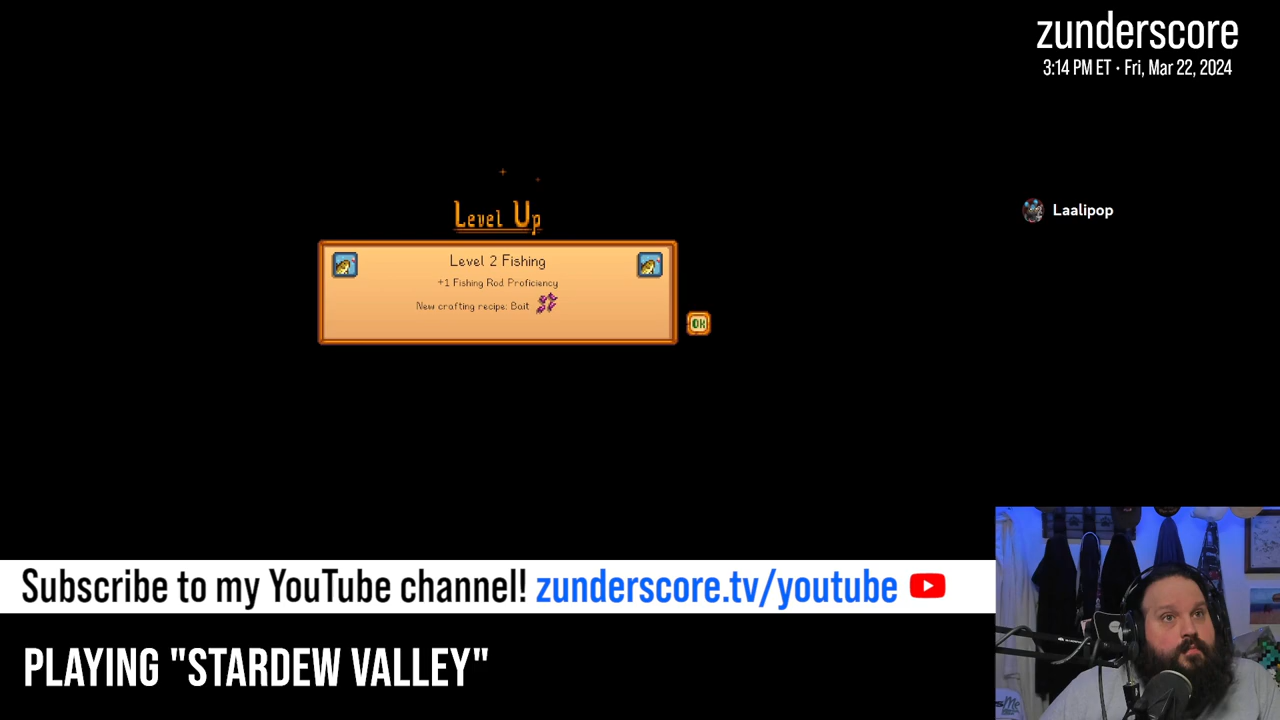 zunderscore
3:14 PM ET · Fri, Mar 22, 2024
Laalipop
Level Up
Level 2 Fishing
+1 Fishing Rod Proficiency
New crafting recipe: Bait
Ok
Subscribe to my YouTube channel! zunderscore.tv/youtube
PLAYING "STARDEW VALLEY"